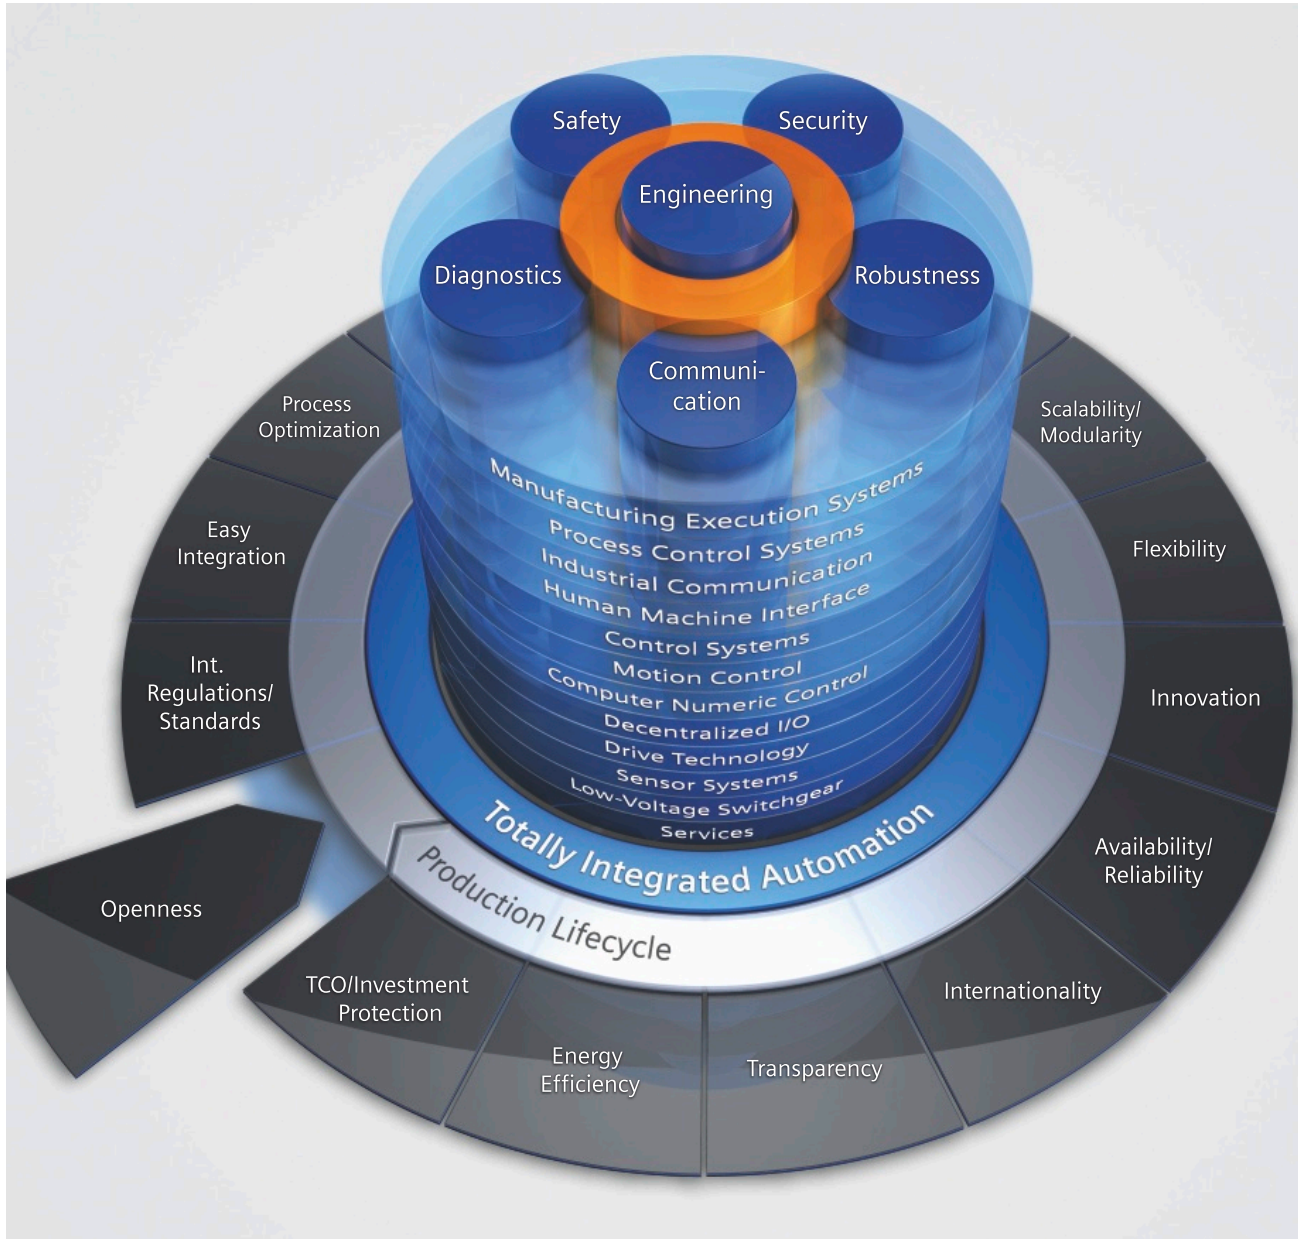 Safety
Security
Engineering
Diagnostics
Robustness
Communi-
cation
Manufacturing Execution Systems
Process Control Systems
Industrial Communication
Human Machine Interface
Control Systems
Motion Control
Computer Numeric Control
Decentralized I/O
Drive Technology
Sensor Systems
Low-Voltage Switchgear
Services
Totally Integrated Automation
Production Lifecycle
Process
Optimization
Easy
Integration
Int.
Regulations/
Standards
Openness
TCO/Investment
Protection
Energy
Efficiency
Transparency
Internationality
Availability/
Reliability
Innovation
Flexibility
Scalability/
Modularity